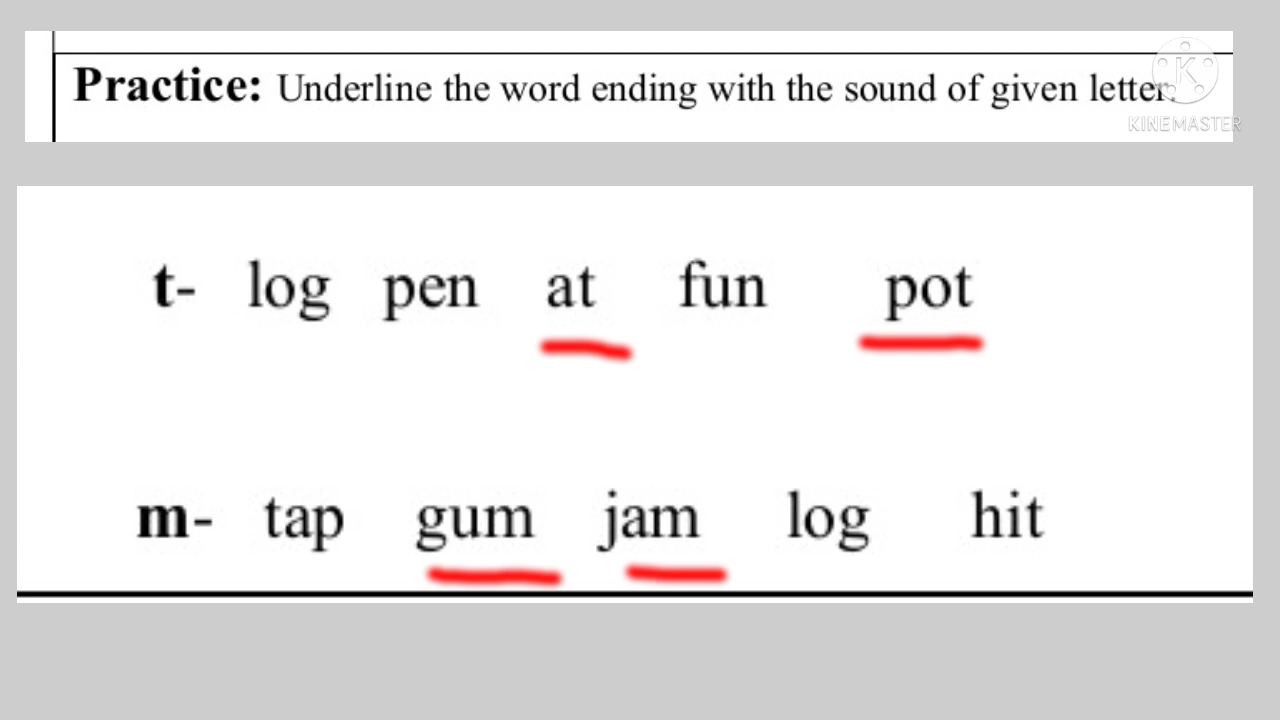 Practice: Underline the word ending with the sound of given letter.
KINEMASTER
t- log pen at fun pot
m- tap gum jam log hit